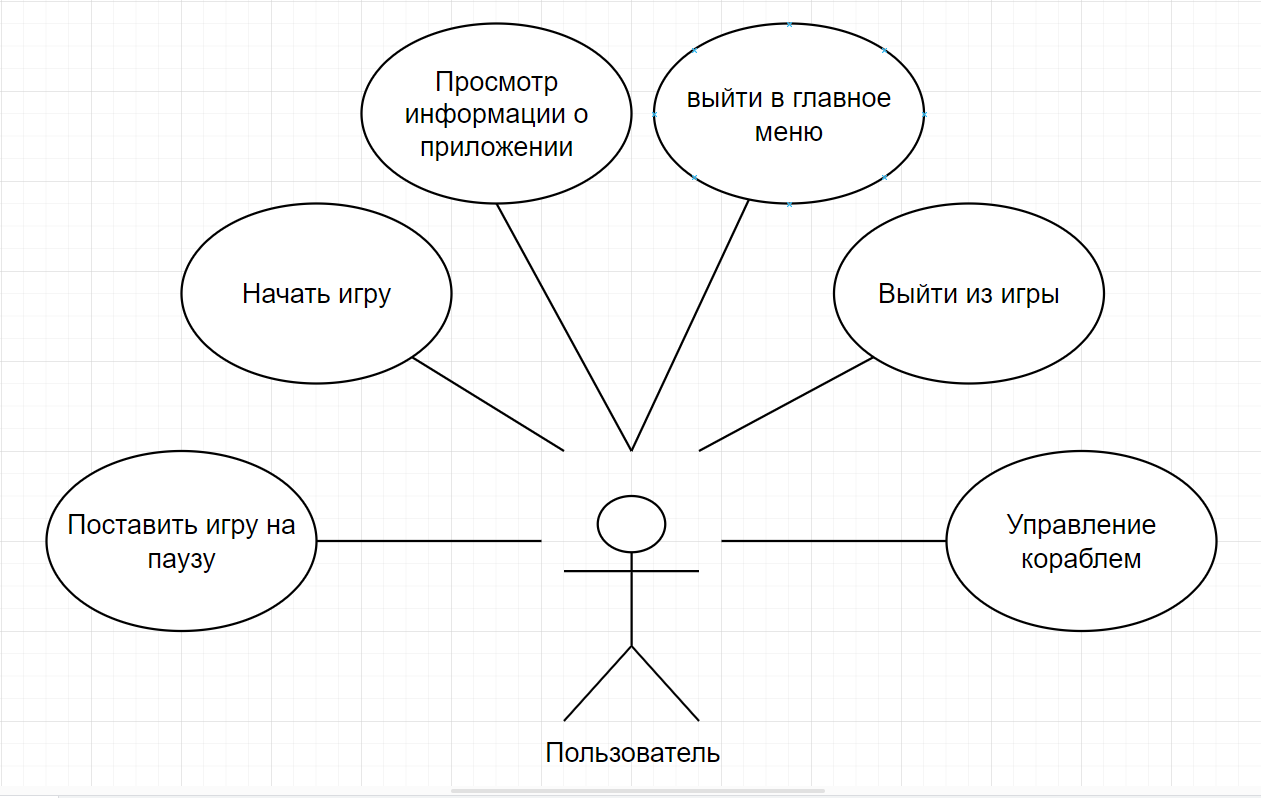 Просмотр
информации о
приложении
выйти в главное
меню
Начать игру
Выйти из игры
Поставить игру на
паузу
Управление
кораблем
Пользователь